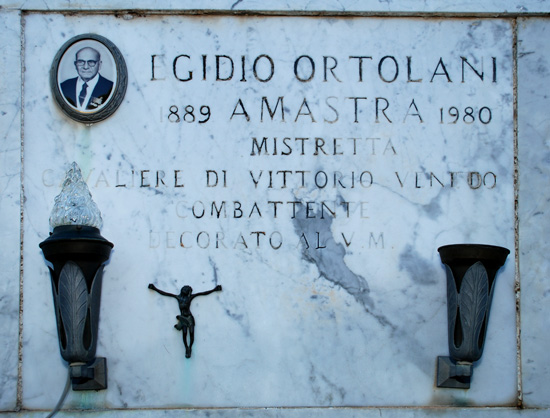 EGIDIO ORTOLANI
1889 AMASTRA 1980
MISTRETTA
CAVALIERE DI VITTORIO VENETO
COMBATTENTE
DECORATO AL V. M.